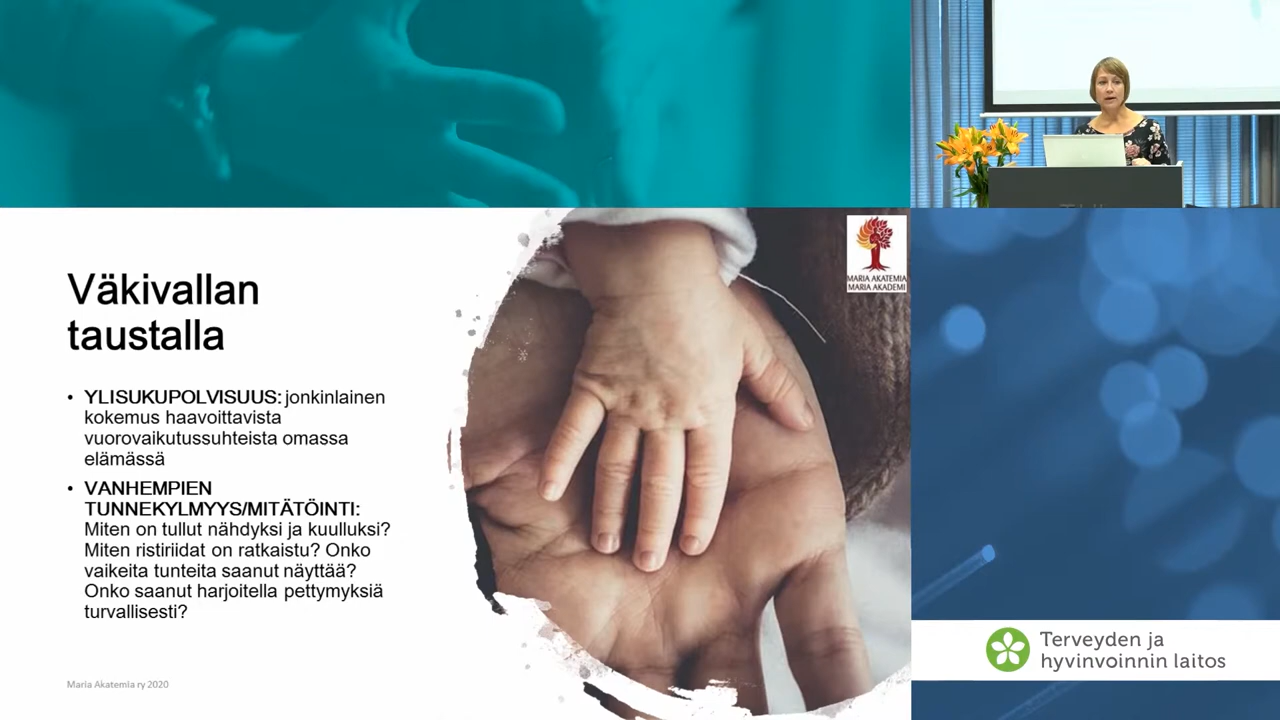 Väkivallan
taustalla
• YLISUKUPOLVISUUS: jonkinlainen
kokemus haavoittavista
vuorovaikutussuhteista omassa
elämässä
• VANHEMPIEN
TUNNEKYLMYYS/MITÄTÖINTI:
Miten on tullut nähdyksi ja kuulluksi?
Miten ristiriidat on ratkaistu? Onko
vaikeita tunteita saanut näyttää?
Onko saanut harjoitella pettymyksiä
turvallisesti?
Maria Akatemia ry 2020
MARIA AKATEMIA
MARIA AKADEMI
Terveyden ja
hyvinvoinnin laitos